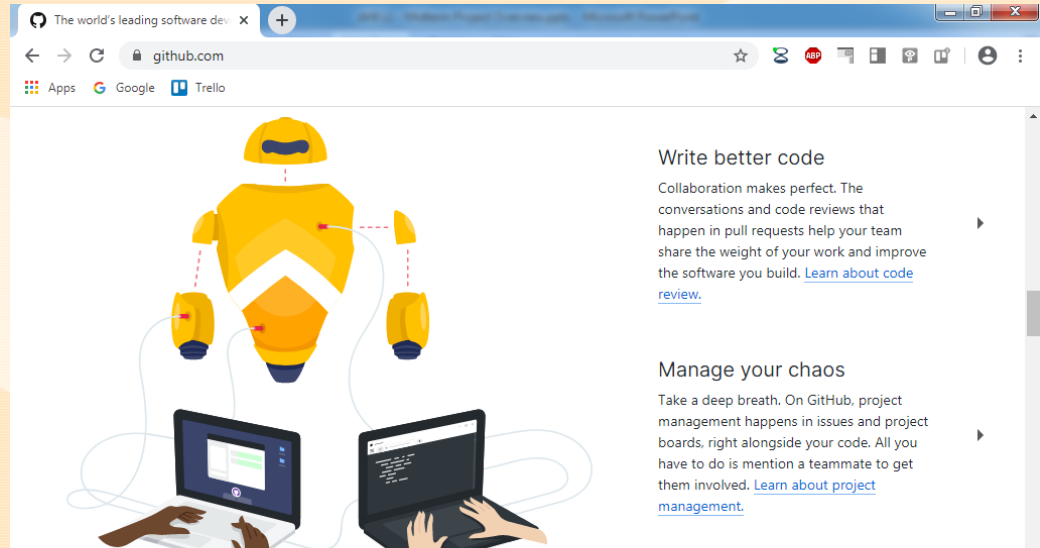 The world's leading software dev
github.com
ABP
Apps Google Trello
Write better code
Collaboration makes perfect. The
conversations and code reviews that
happen in pull requests help your team
share the weight of your work and improve
the software you build. Learn about code
review.
Manage your chaos
Take a deep breath. On GitHub, project
management happens in issues and project
boards, right alongside your code. All you
have to do is mention a teammate to get
them involved. Learn about project
management.